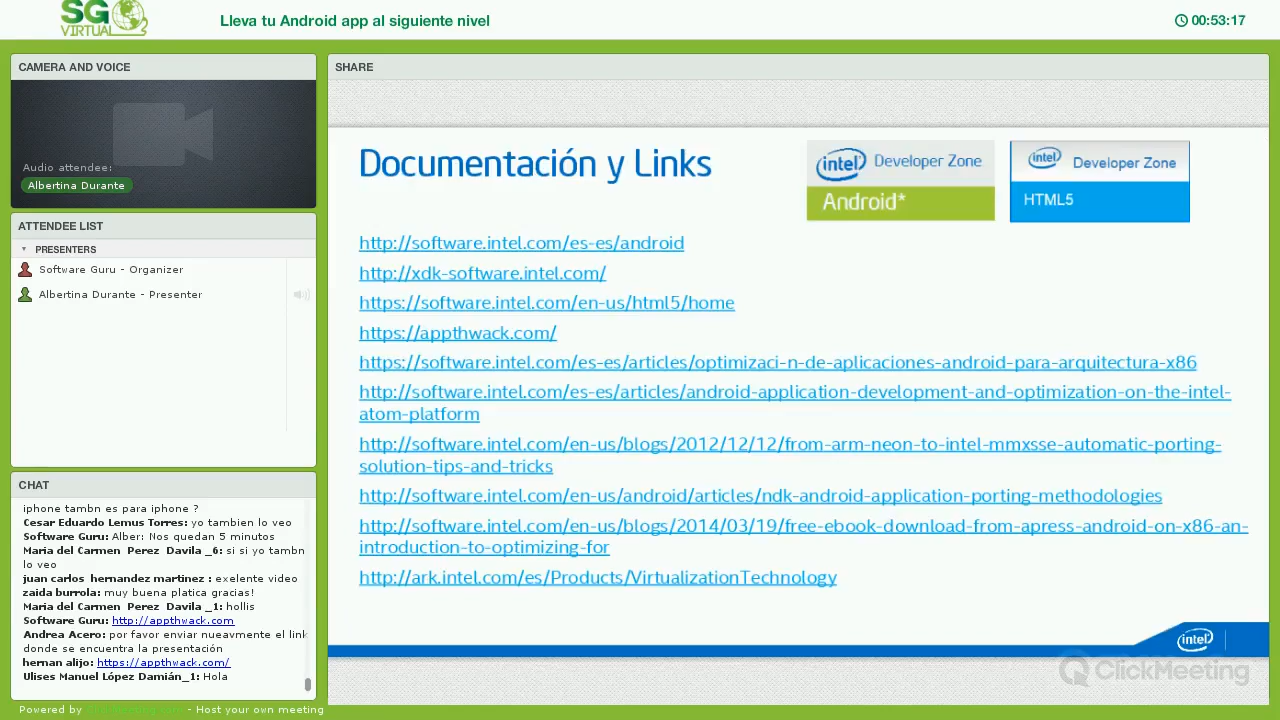 SG
VIRTUAL
Lleva tu Android app al siguiente nivel
00:53:17
CAMERA AND VOICE
Audio attendee:
Albertina Durante
ATTENDEE LIST
PRESENTERS
Software Guru - Organizer
Albertina Durante - Presenter
CHAT
iphone tambn es para iphone ?
Cesar Eduardo Lemus Torres: yo tambien lo veo
Software Guru: Alber: Nos quedan 5 minutos
Maria del Carmen Perez Davila _6: si si yo tambn
lo veo
juan carlos hernandez martinez : exelente video
zaida burrola: muy buena platica gracias!
Maria del Carmen Perez Davila _1: hollis
Software Guru: http://appthwack.com
Andrea Acero: por favor enviar nueavmente el link
donde se encuentra la presentación
hernan alijo: https://appthwack.com/
Ulises Manuel López Damián_1: Hola
Powered by ClickMeeting.com - Host your own meeting
SHARE
Documentación y Links
intel Developer Zone
Android*
intel Developer Zone
HTML5
http://software.intel.com/es-es/android
http://xdk-software.intel.com/
https://software.intel.com/en-us/html5/home
https://appthwack.com/
https://software.intel.com/es-es/articles/optimizaci-n-de-aplicaciones-android-para-arquitectura-x86
http://software.intel.com/es-es/articles/android-application-development-and-optimization-on-the-intel-
atom-platform
http://software.intel.com/en-us/blogs/2012/12/12/from-arm-neon-to-intel-mmxsse-automatic-porting-
solution-tips-and-tricks
http://software.intel.com/en-us/android/articles/ndk-android-application-porting-methodologies
http://software.intel.com/en-us/blogs/2014/03/19/free-ebook-download-from-apress-android-on-x86-an-
introduction-to-optimizing-for
http://ark.intel.com/es/Products/VirtualizationTechnology
intel
ClickMeeting